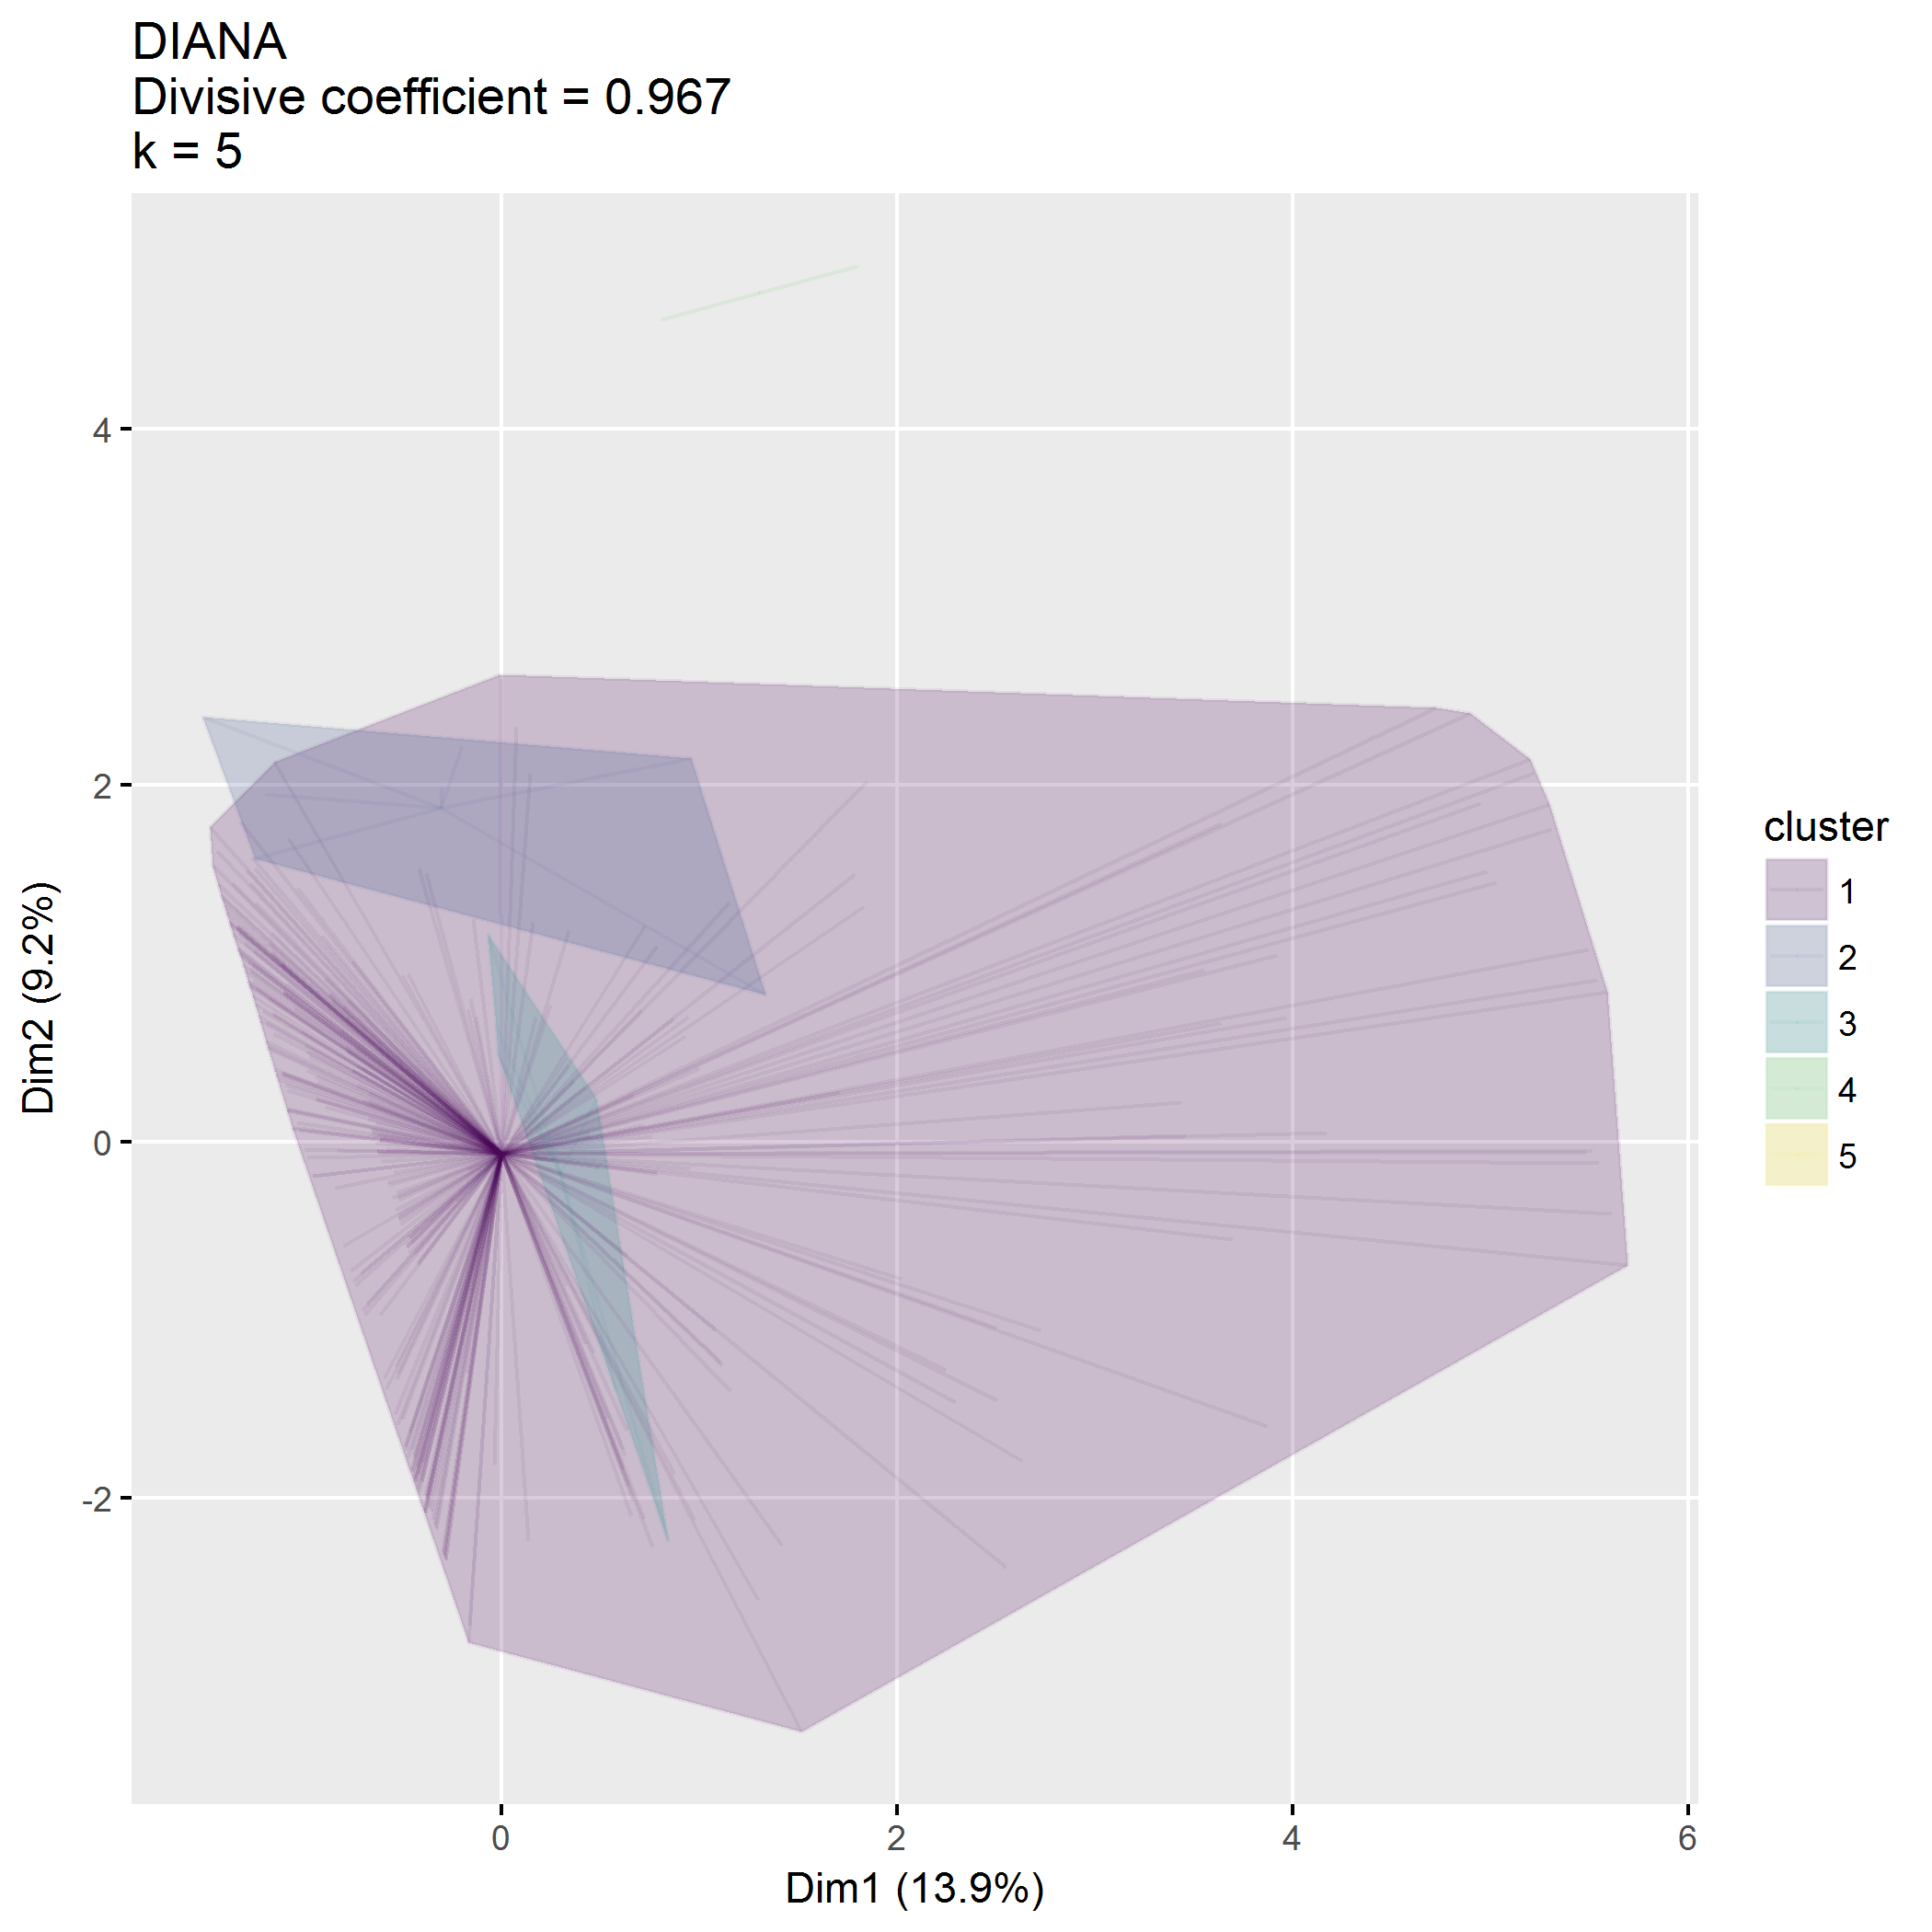 DIANA
Divisive coefficient = 0.967
k = 5
4
2
0
-2
Dim2 (9.2%)
0
2
4
6
Dim1 (13.9%)
cluster
1
2
3
4
5